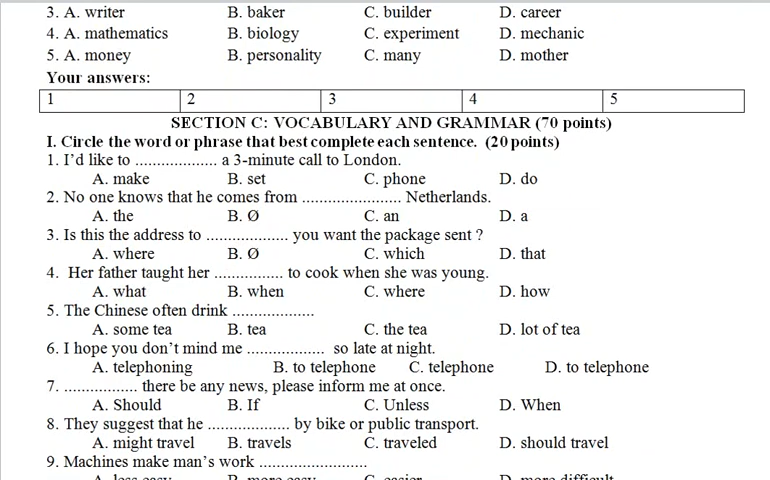 3. A. writer B. baker C. builder D. career
4. A. mathematics B. biology C. experiment D. mechanic
5. A. money B. personality C. many D. mother
Your answers:
1 2 3 4 5
SECTION C: VOCABULARY AND GRAMMAR (70 points)
I. Circle the word or phrase that best complete each sentence. (20 points)
1. I’d like to .................. a 3-minute call to London.
A. make B. set C. phone D. do
2. No one knows that he comes from ...................... Netherlands.
A. the B. Ø C. an D. a
3. Is this the address to .................. you want the package sent ?
A. where B. Ø C. which D. that
4. Her father taught her ............... to cook when she was young.
A. what B. when C. where D. how
5. The Chinese often drink ..................
A. some tea B. tea C. the tea D. lot of tea
6. I hope you don’t mind me ................. so late at night.
A. telephoning B. to telephone C. telephone D. to telephone
7. ................ there be any news, please inform me at once.
A. Should B. If C. Unless D. When
8. They suggest that he .................. by bike or public transport.
A. might travel B. travels C. traveled D. should travel
9. Machines make man’s work ........................
A. less easy B. more easy C. easier D. more difficult